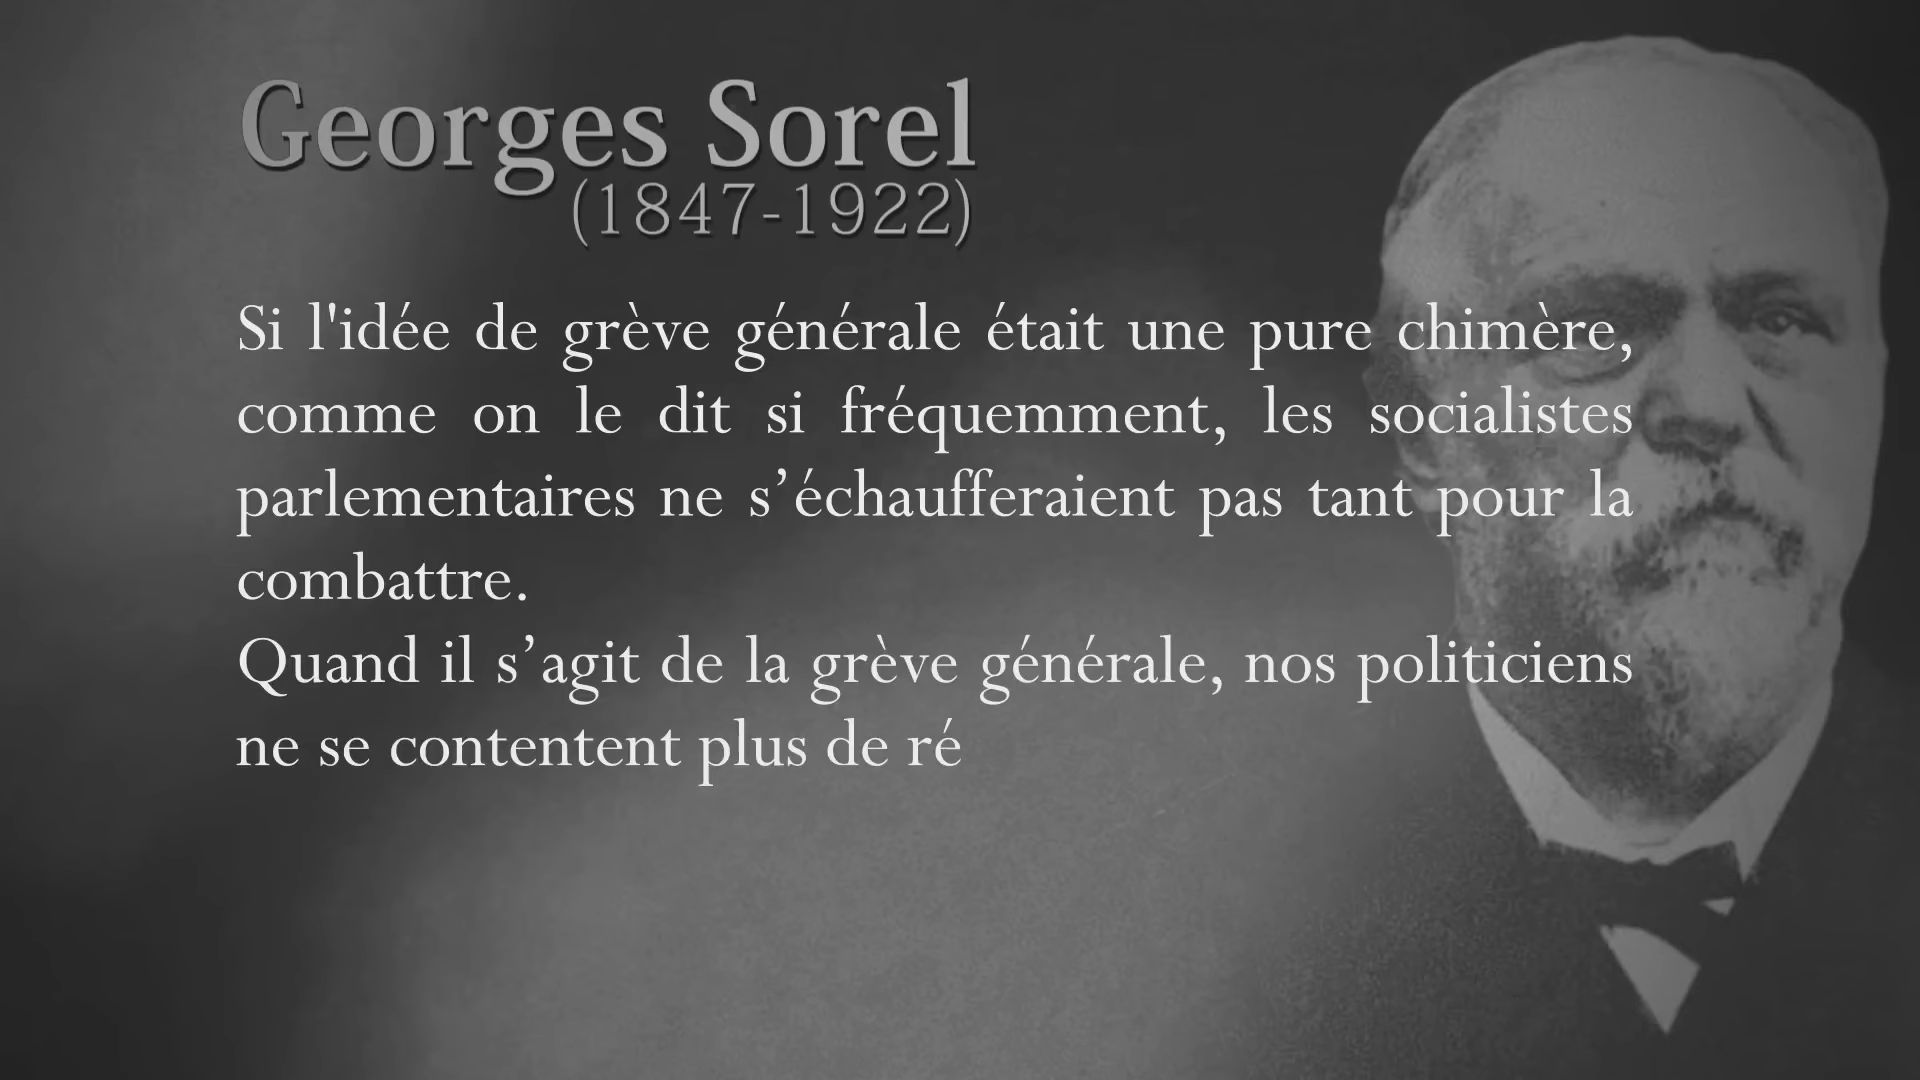 Georges Sorel
(1847-1922)
Si l'idée de grève générale était une pure chimère,
comme on le dit si fréquemment, les socialistes
parlementaires ne s’échaufferaient pas tant pour la
combattre.
Quand il s’agit de la grève générale, nos politiciens
ne se contentent plus de ré